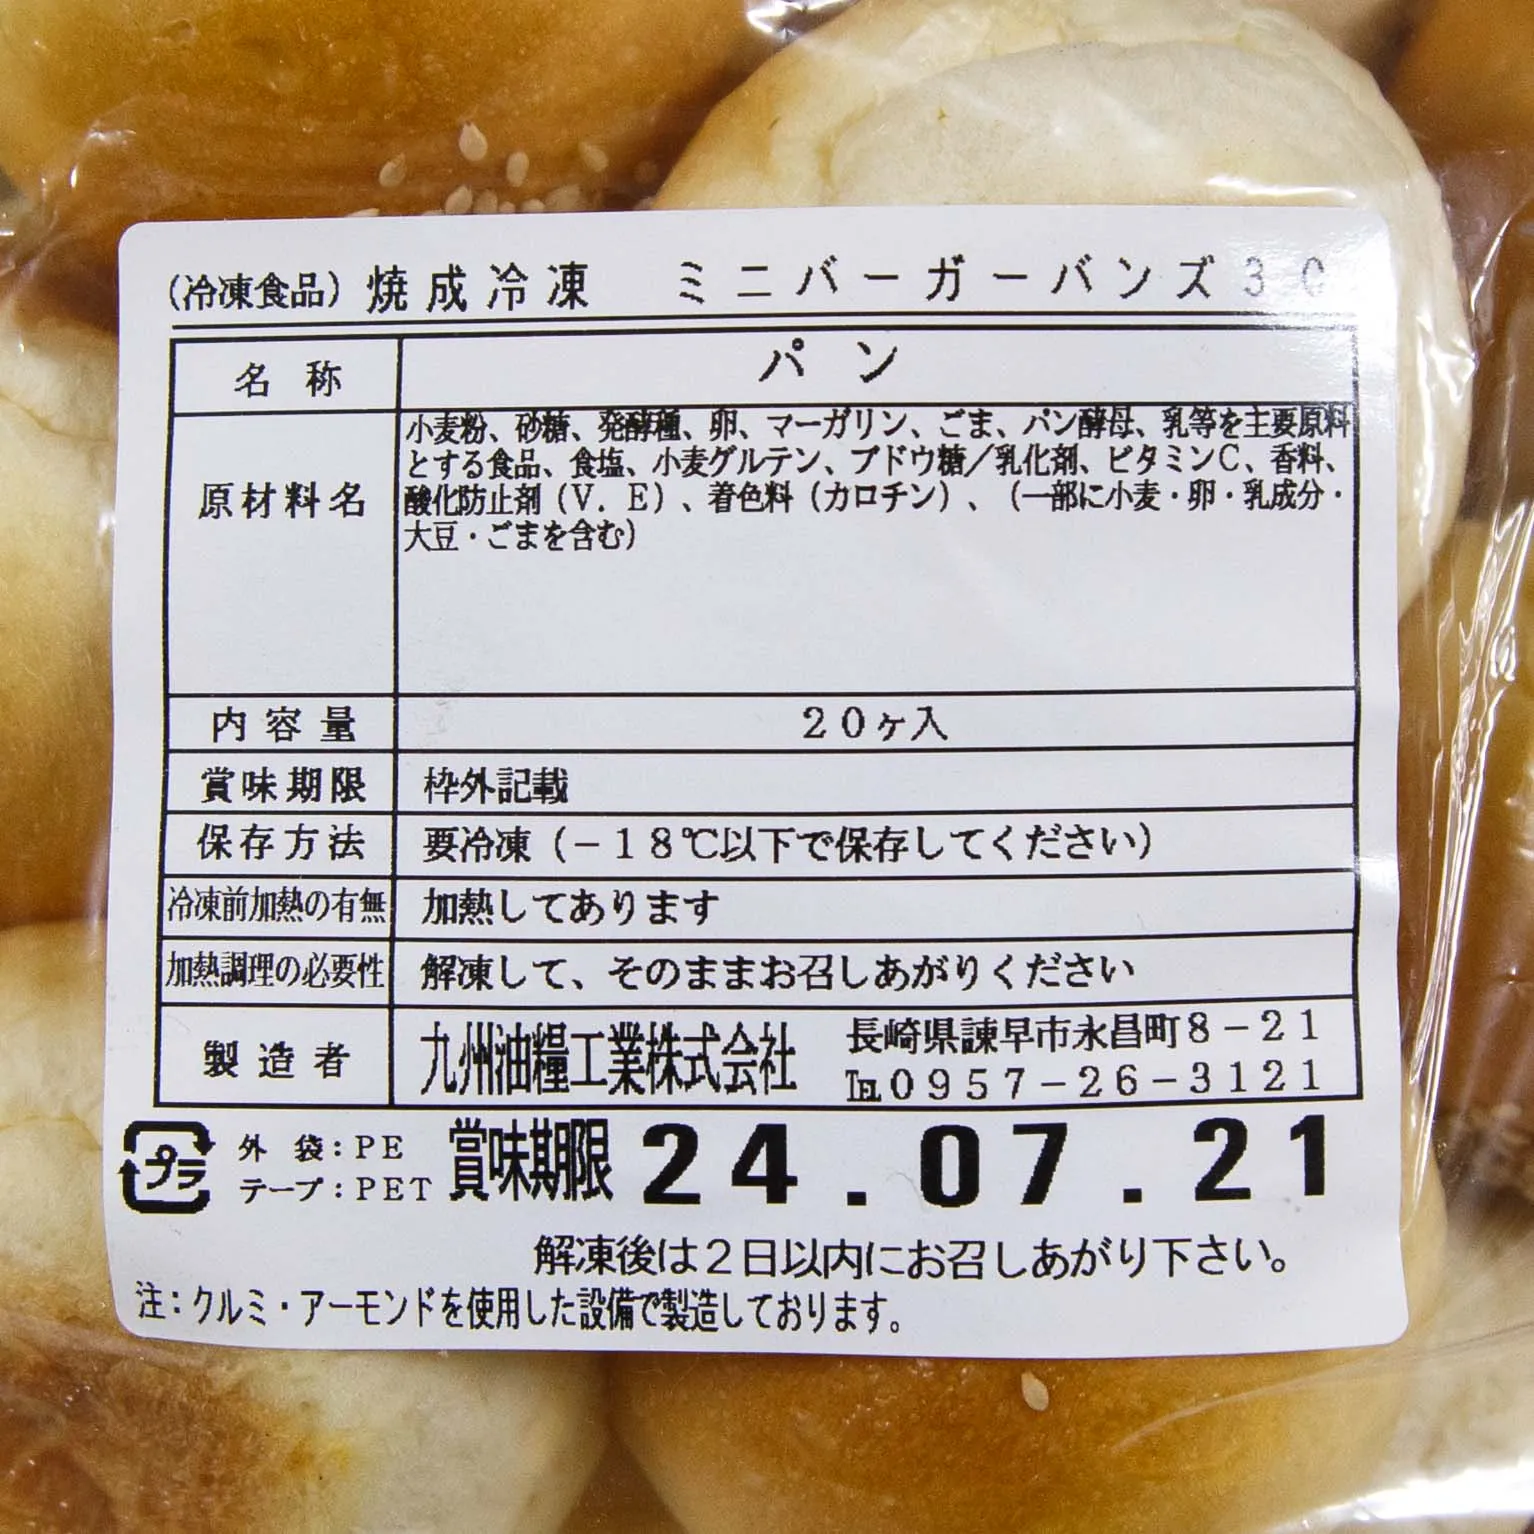 (冷凍食品) 焼成冷凍 ミニバーガーバンズ30
名称 パン
原材料名 小麦粉、砂糖、発酵種、卵、マーガリン、ごま、パン酵母、乳等を主要原料
とする食品、食塩、小麦グルテン、ブドウ糖／乳化剤、ビタミンC、香料、
酸化防止剤（V．E）、着色料（カロチン）、（一部に小麦・卵・乳成分・
大豆・ごまを含む）
内容量 20ヶ入
賞味期限 枠外記載
保存方法 要冷凍（－18℃以下で保存してください）
冷凍前加熱の有無 加熱してあります
加熱調理の必要性 解凍して、そのままお召しあがりください
製造者 九州油糧工業株式会社 長崎県諫早市永昌町8－21
℡0957－26－3121
プラ 外袋：PE
テープ：PET
賞味期限 24.07.21
解凍後は2日以内にお召しあがり下さい。
注：クルミ・アーモンドを使用した設備で製造しております。